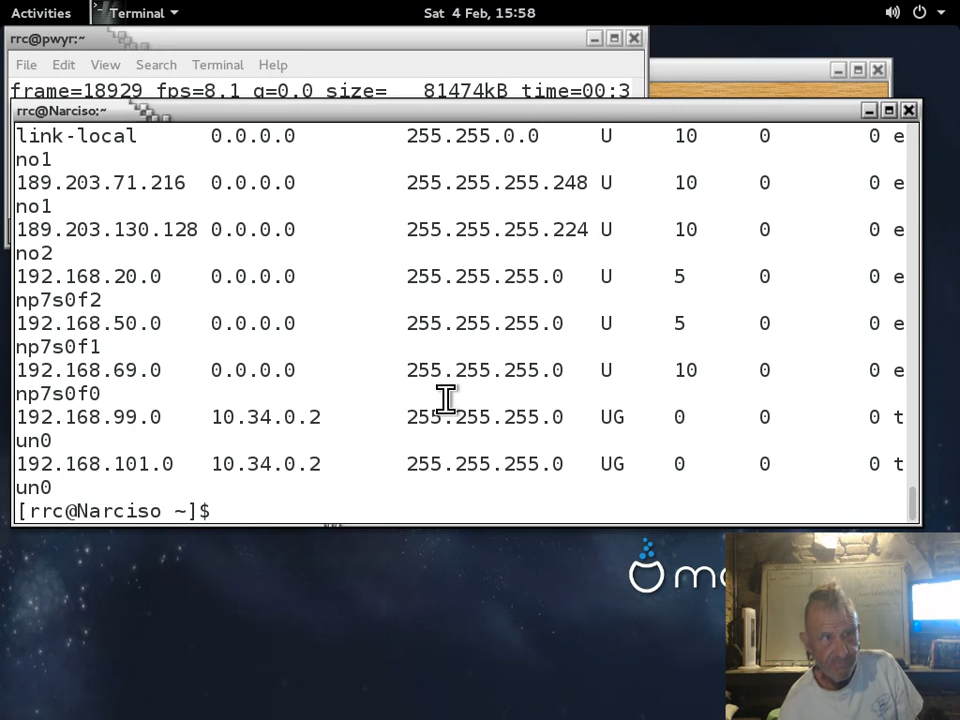 Activities Terminal Sat 4 Feb, 15:58
rrc@pwyr:~
File Edit View Search Terminal Help
frame=18929 fps=8.1 q=0.0 size= 81474kB time=00:3
rrc@Narciso:~
link-local 0.0.0.0 255.255.0.0 U 10 0 0 e
no1
189.203.71.216 0.0.0.0 255.255.255.248 U 10 0 0 e
no1
189.203.130.128 0.0.0.0 255.255.255.224 U 10 0 0 e
no2
192.168.20.0 0.0.0.0 255.255.255.0 U 5 0 0 e
np7s0f2
192.168.50.0 0.0.0.0 255.255.255.0 U 5 0 0 e
np7s0f1
192.168.69.0 0.0.0.0 255.255.255.0 U 10 0 0 e
np7s0f0
192.168.99.0 10.34.0.2 255.255.255.0 UG 0 0 0 t
un0
192.168.101.0 10.34.0.2 255.255.255.0 UG 0 0 0 t
un0
[rrc@Narciso ~]$